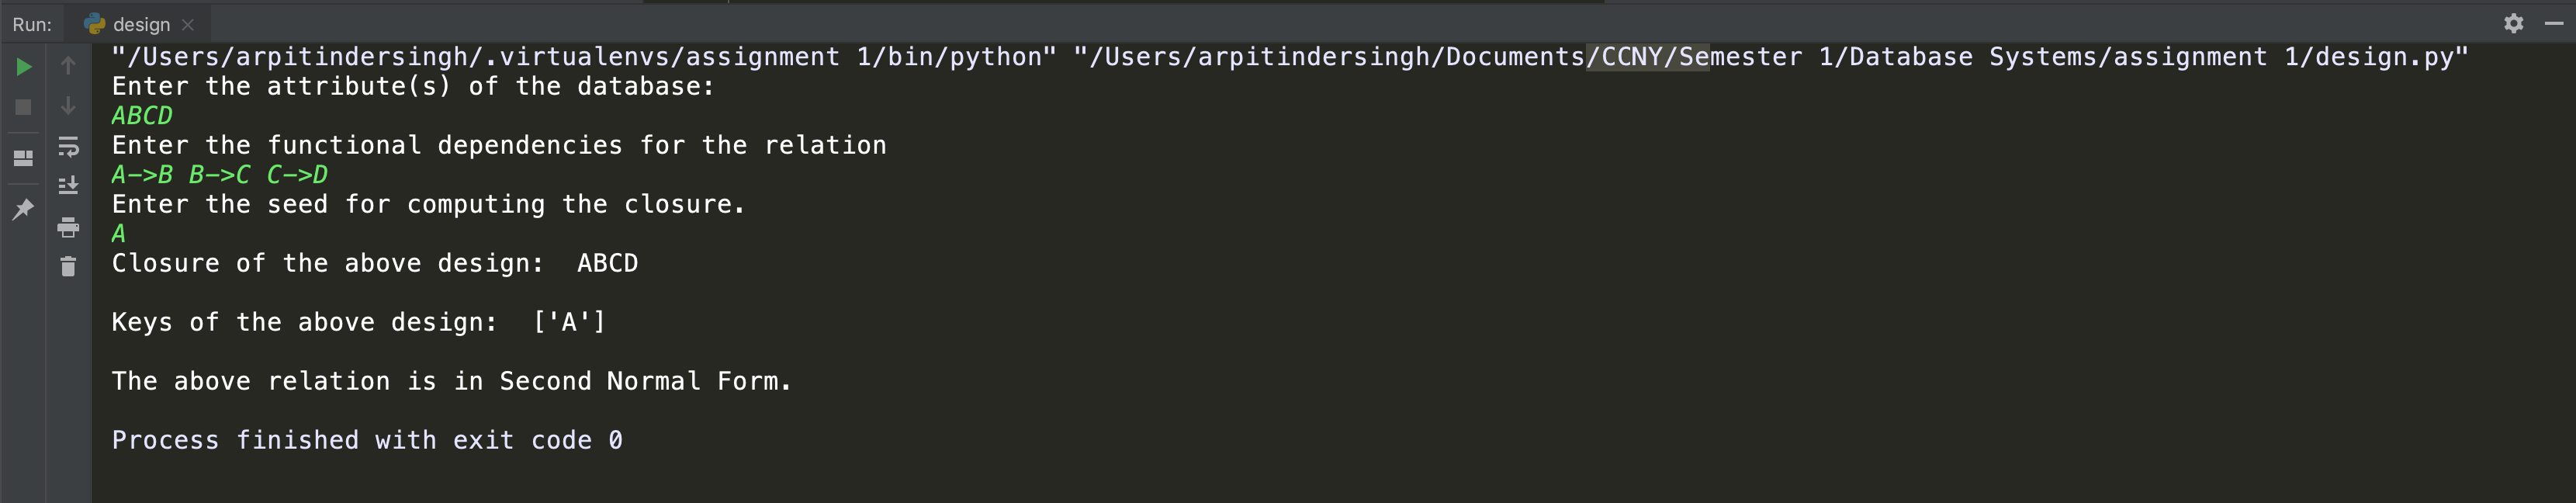 Run: design
"/Users/arpitindersingh/.virtualenvs/assignment 1/bin/python" "/Users/arpitindersingh/Documents/CCNY/Semester 1/Database Systems/assignment 1/design.py"
Enter the attribute(s) of the database:
ABCD
Enter the functional dependencies for the relation
A->B B->C C->D
Enter the seed for computing the closure.
A
Closure of the above design:  ABCD
Keys of the above design:  ['A']
The above relation is in Second Normal Form.
Process finished with exit code 0